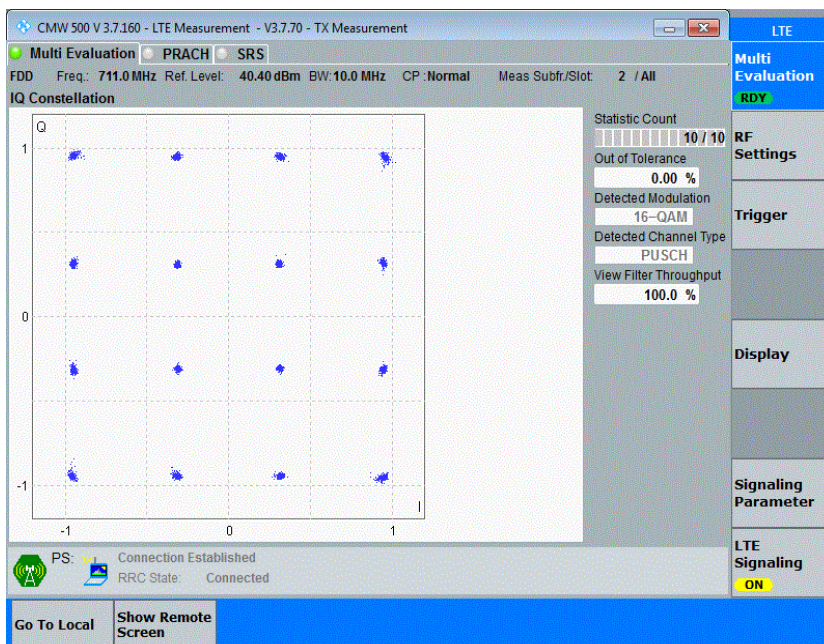 CMW 500 V 3.7.160 - LTE Measurement - V3.7.70 - TX Measurement
LTE
Multi Evaluation PRACH SRS
Multi
Evaluation
RDY
FDD Freq.: 711.0 MHz Ref. Level: 40.40 dBm BW: 10.0 MHz CP : Normal Meas Subfr./Slot: 2 / All
IQ Constellation
Q
1
0
-1
-1 0 1
I
Statistic Count
10 / 10
Out of Tolerance
0.00 %
Detected Modulation
16-QAM
Detected Channel Type
PUSCH
View Filter Throughput
100.0 %
RF
Settings
Trigger
Display
Signaling
Parameter
LTE
Signaling
ON
PS: Connection Established
RRC State: Connected
Go To Local
Show Remote
Screen